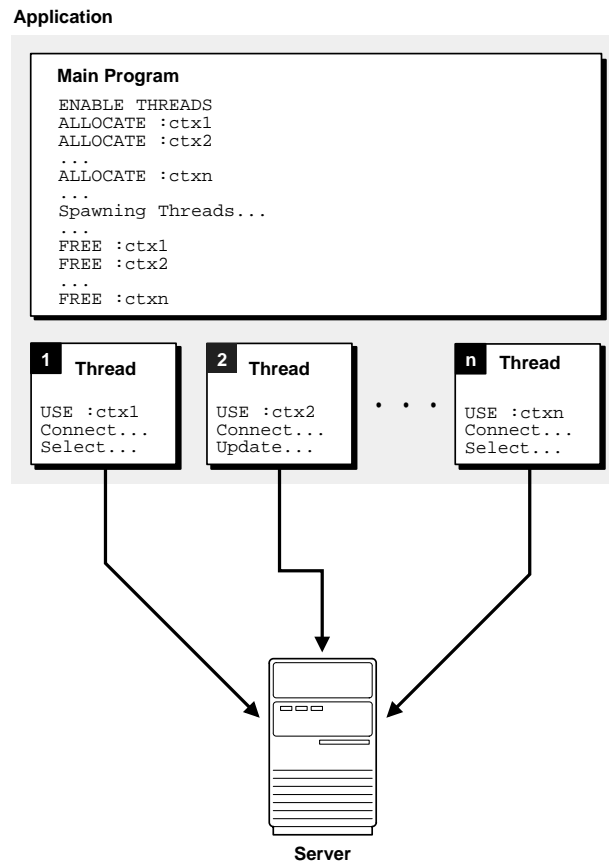 Application
Main Program
ENABLE THREADS
ALLOCATE :ctx1
ALLOCATE :ctx2
...
ALLOCATE :ctxn
...
Spawning Threads...
...
FREE :ctx1
FREE :ctx2
...
FREE :ctxn
1 Thread
USE :ctx1
Connect...
Select...
2 Thread
USE :ctx2
Connect...
Update...
. . .
n Thread
USE :ctxn
Connect...
Select...
Server